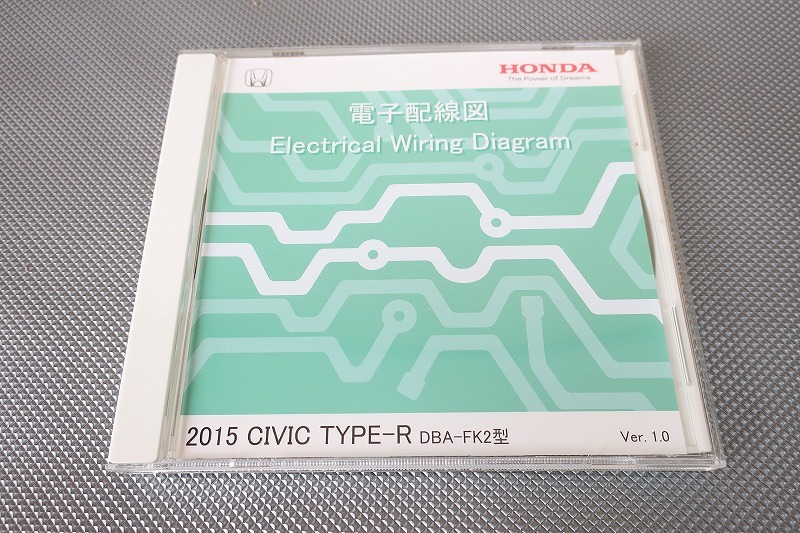 HONDA
The Power of Dreams
電子配線図
Electrical Wiring Diagram
2015 CIVIC TYPE-R DBA-FK2型
Ver. 1.0